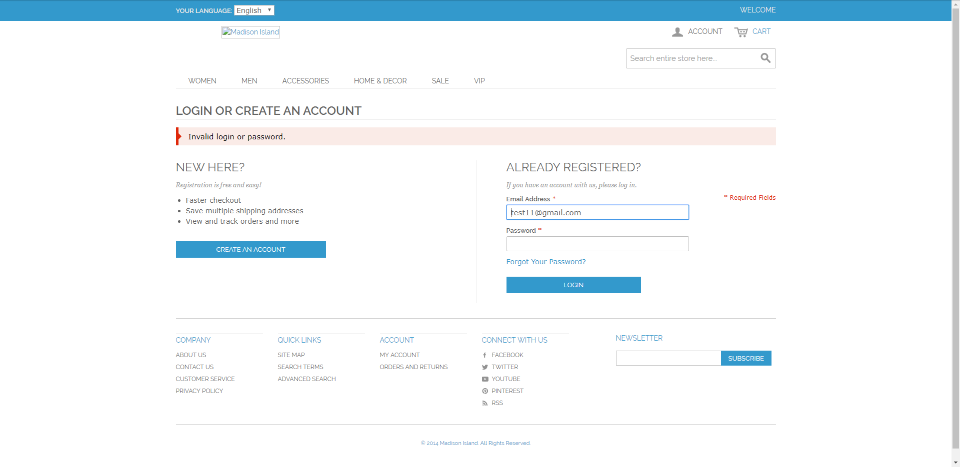 YOUR LANGUAGE: English
WELCOME
Madison Island
ACCOUNT
CART
Search entire store here...
WOMEN MEN ACCESSORIES HOME & DECOR SALE VIP
LOGIN OR CREATE AN ACCOUNT
Invalid login or password.
NEW HERE?
Registration is free and easy!
Faster checkout
Save multiple shipping addresses
View and track orders and more
CREATE AN ACCOUNT
ALREADY REGISTERED?
If you have an account with us, please log in.
Email Address *
* Required Fields
test11@gmail.com
Password *
Forgot Your Password?
LOGIN
COMPANY
ABOUT US
CONTACT US
CUSTOMER SERVICE
PRIVACY POLICY
QUICK LINKS
SITE MAP
SEARCH TERMS
ADVANCED SEARCH
ACCOUNT
MY ACCOUNT
ORDERS AND RETURNS
CONNECT WITH US
FACEBOOK
TWITTER
YOUTUBE
PINTEREST
RSS
NEWSLETTER
SUBSCRIBE
© 2014 Madison Island. All Rights Reserved.